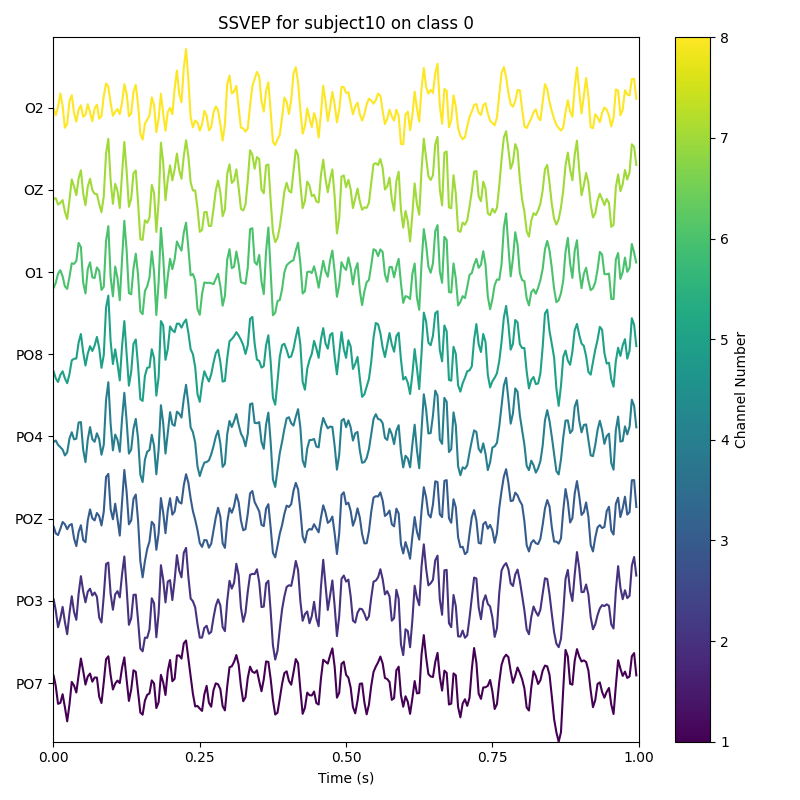 SSVEP for subject10 on class 0
O2
OZ
O1
PO8
PO4
POZ
PO3
PO7
0.00 0.25 0.50 0.75 1.00
Time (s)
8
7
6
5
4
3
2
1
Channel Number